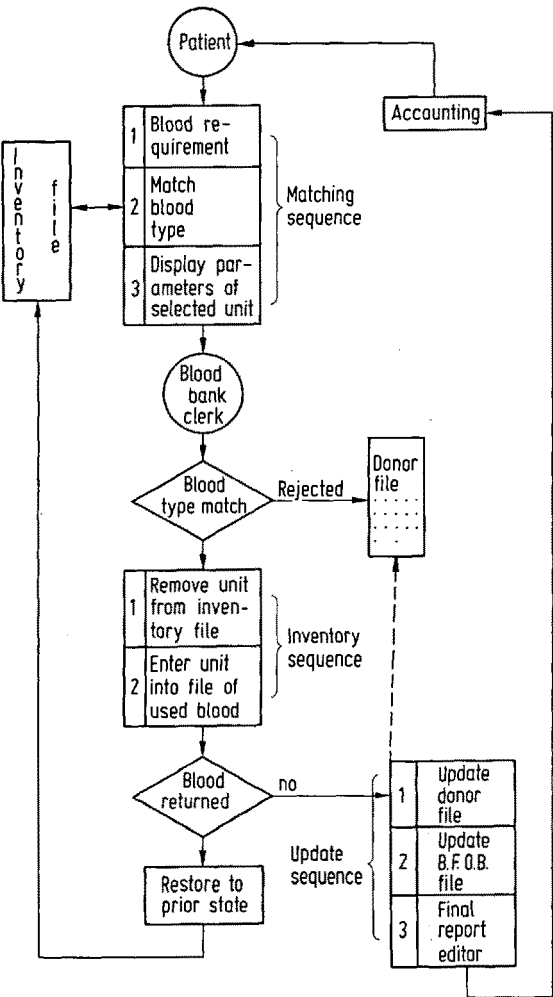 Patient
Accounting
1
Blood re-
quirement
2
Match
blood
type
3
Display par-
ameters of
selected unit
Matching
sequence
Inventory
file
Blood
bank
clerk
Blood
type match
Rejected
Donor
file
1
Remove unit
from inven-
tory file
2
Enter unit
into file of
used blood
Inventory
sequence
Blood
returned
no
Restore to
prior state
Update
sequence
1
Update
donor
file
2
Update
B.F.O.B.
file
3
Final
report
editor